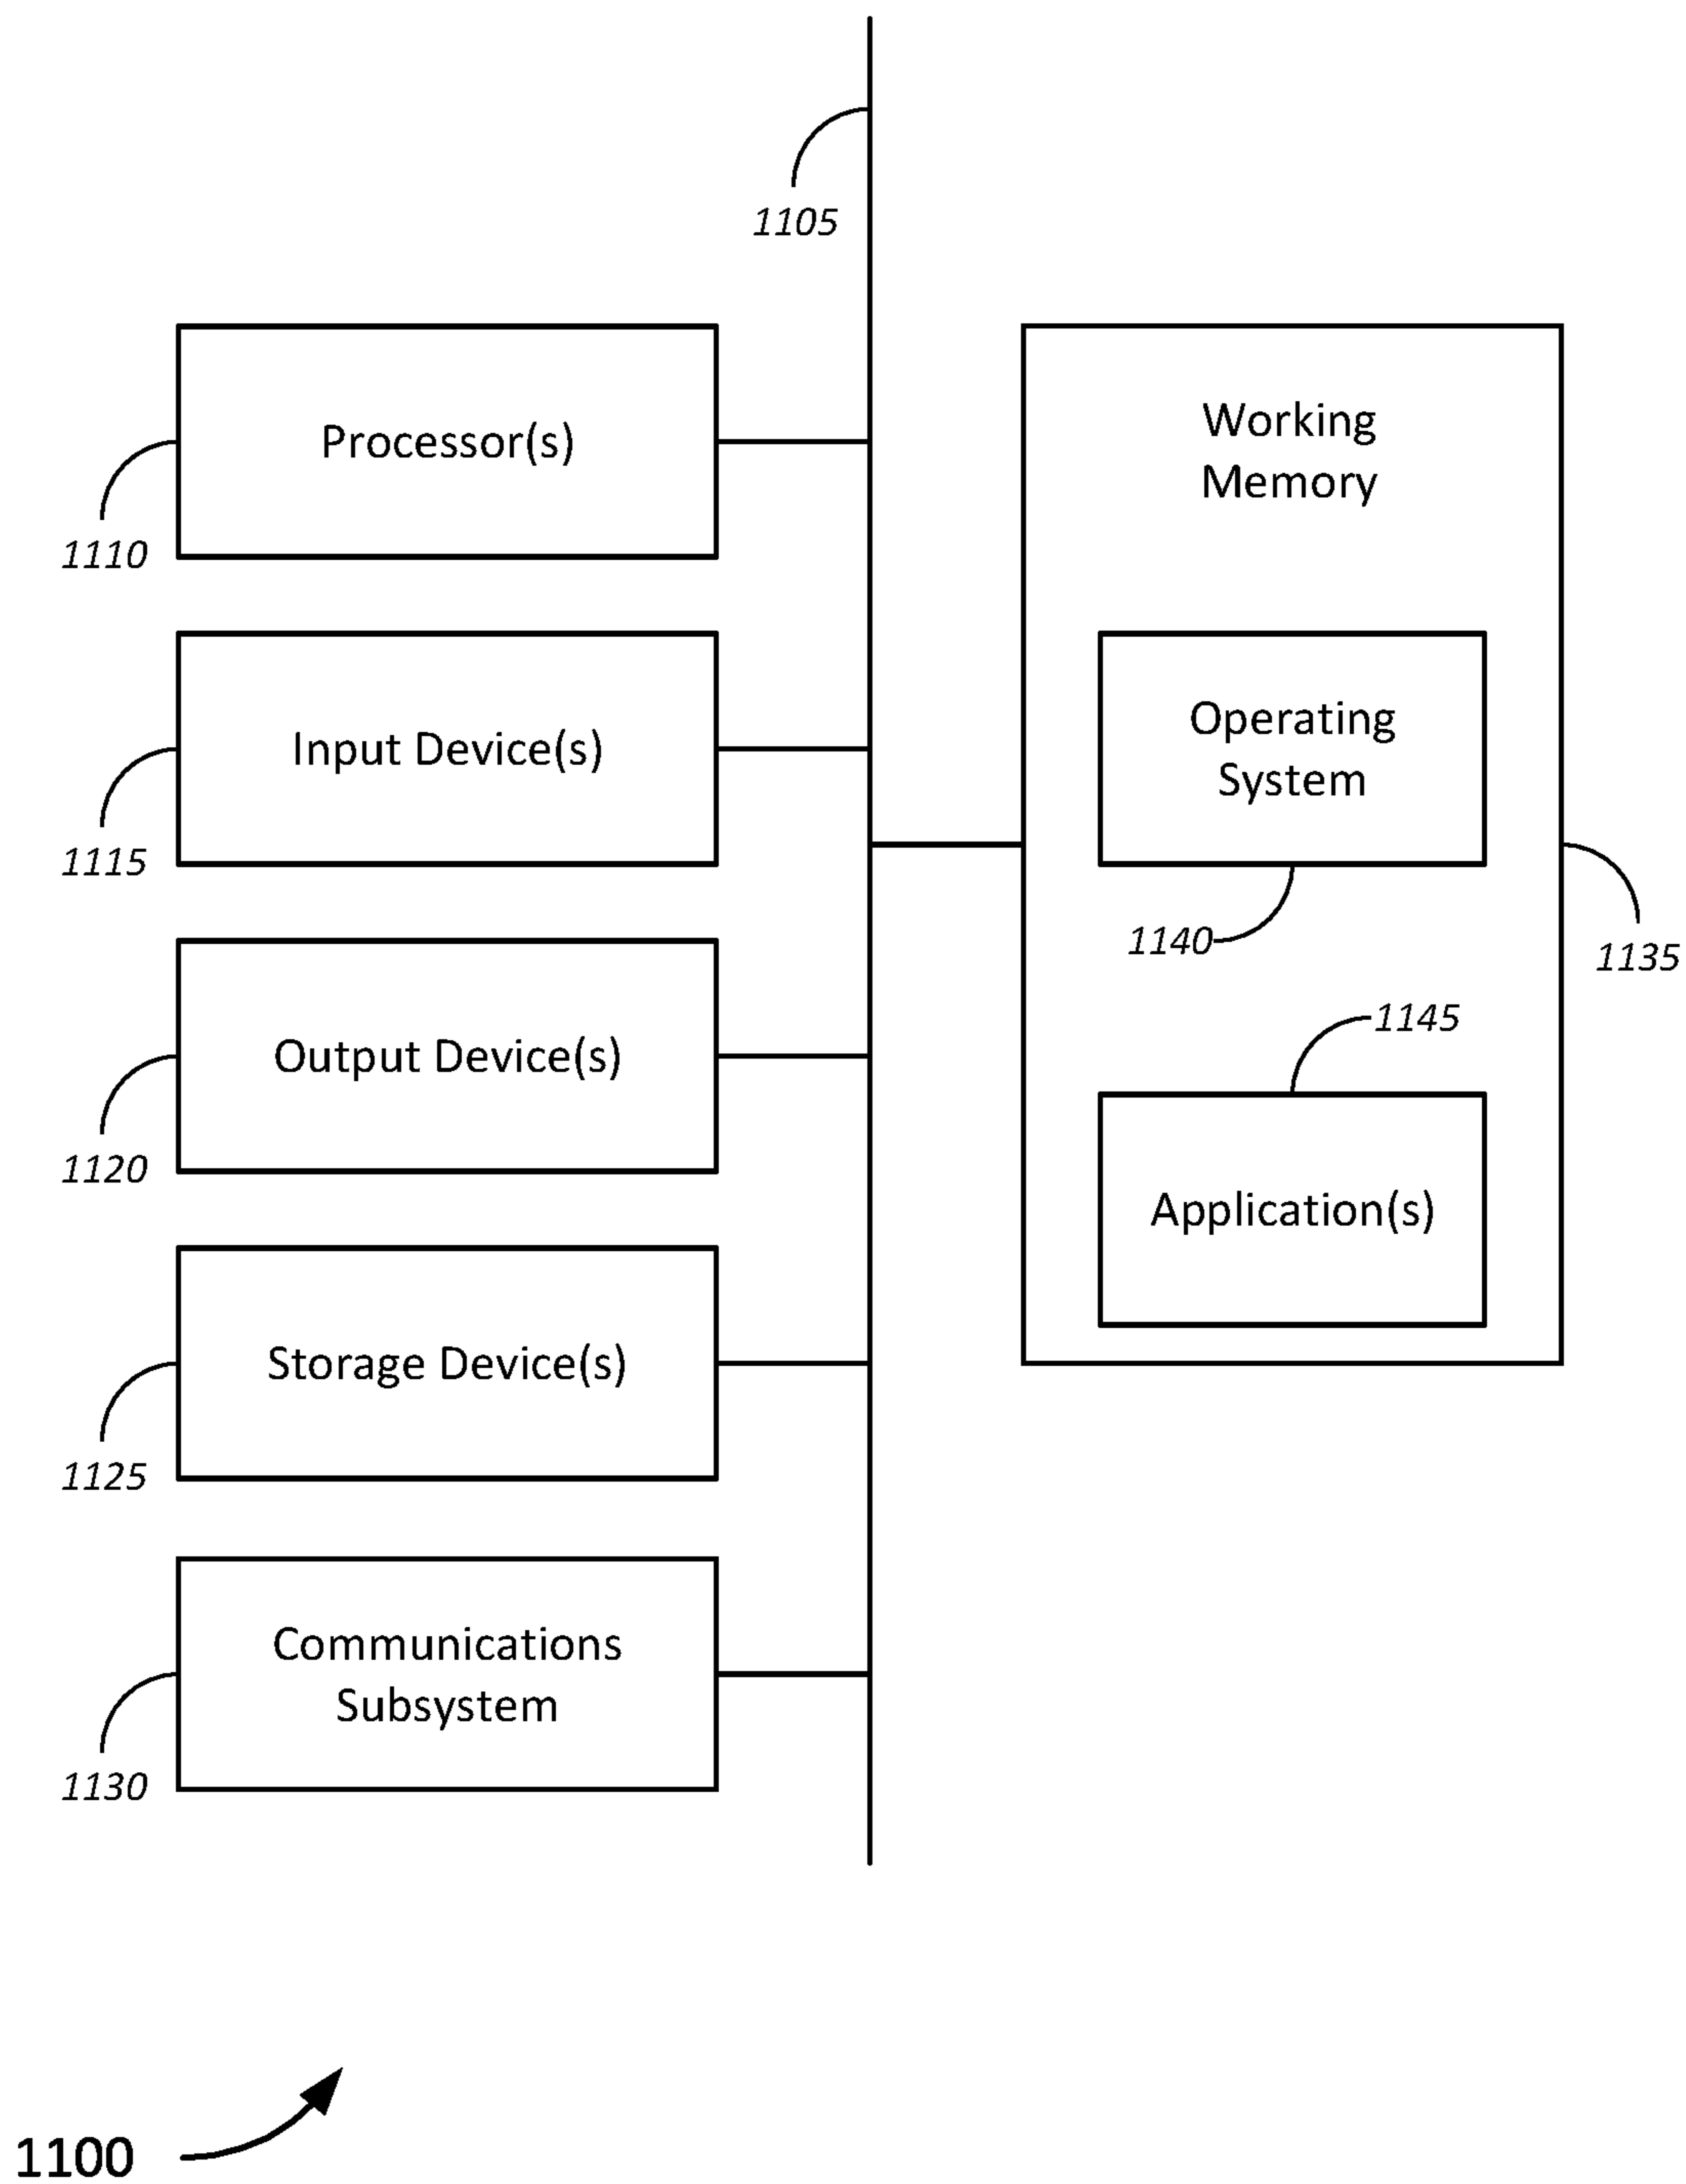 1105
Processor(s)
1110
Input Device(s)
1115
Output Device(s)
1120
Storage Device(s)
1125
Communications
Subsystem
1130
Working
Memory
Operating
System
1140
1135
1145
Application(s)
1100